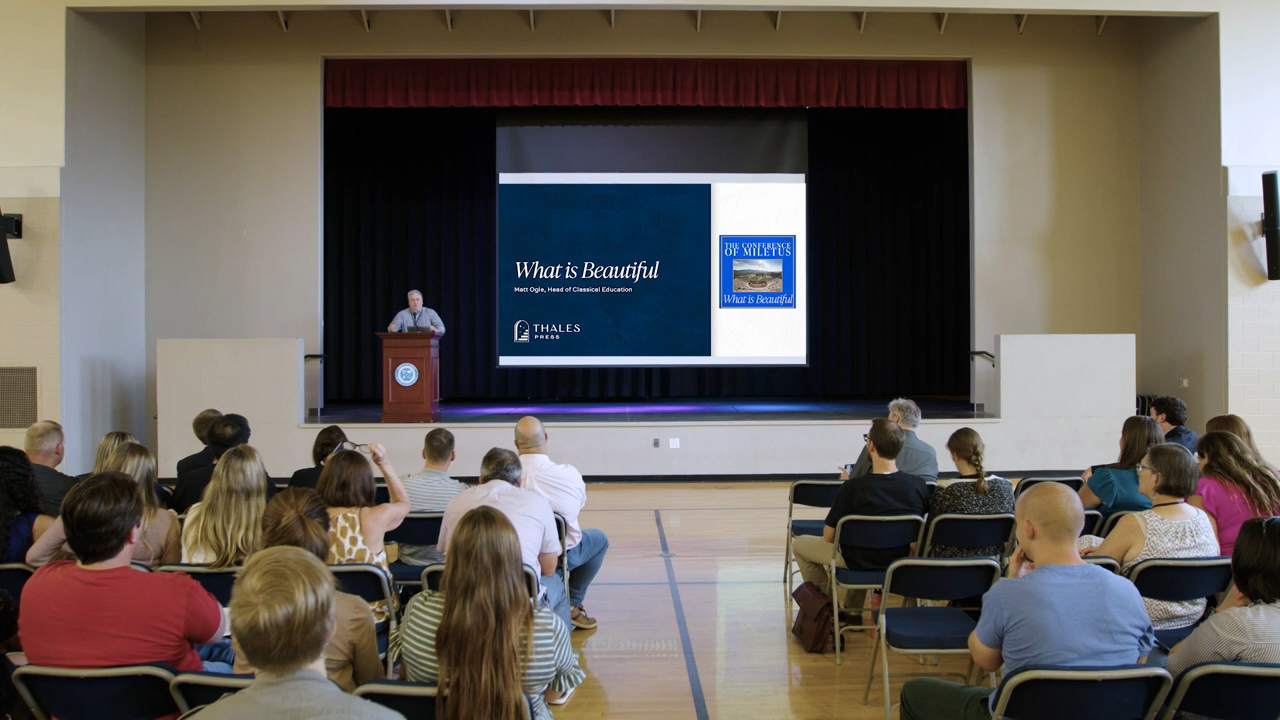 What is Beautiful
Matt Ogle, Head of Classical Education
THALES
PRESS
THE CONFERENCE
OF MILETUS
What is Beautiful